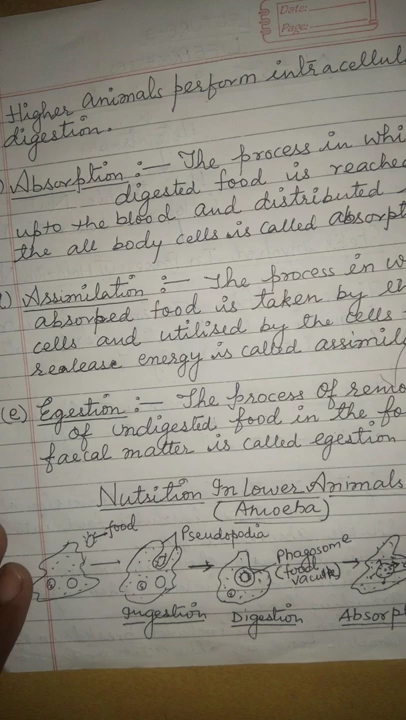 Date:
Page:
Higher animals perform intracellul
digestion.
) Absorption :— The process in whi
digested food is reache
upto the blood and distributed
the all body cells is called absorpt
) Assimilation :— The process in w
absorbed food is taken by
cells and utilised by the cells
realease energy is called assimil
(e) Egestion :— The process of remo
of undigested food in the fo
faecal matter is called egestion
Nutrition In Lower Animals
(Amoeba)
food
Pseudopodia
Phagosome
(food
vacuole)
Ingestion Digestion Absorpt